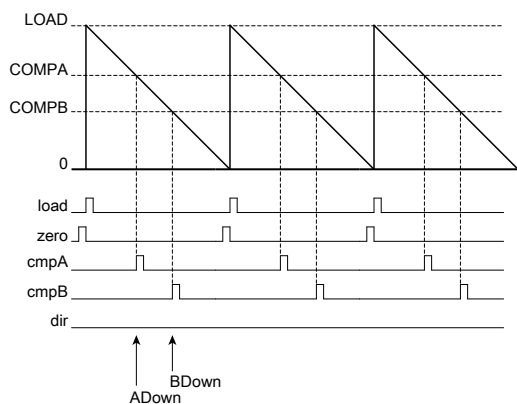 LOAD
COMPA
COMPB
0
load
zero
cmpA
cmpB
dir
BDown
ADown